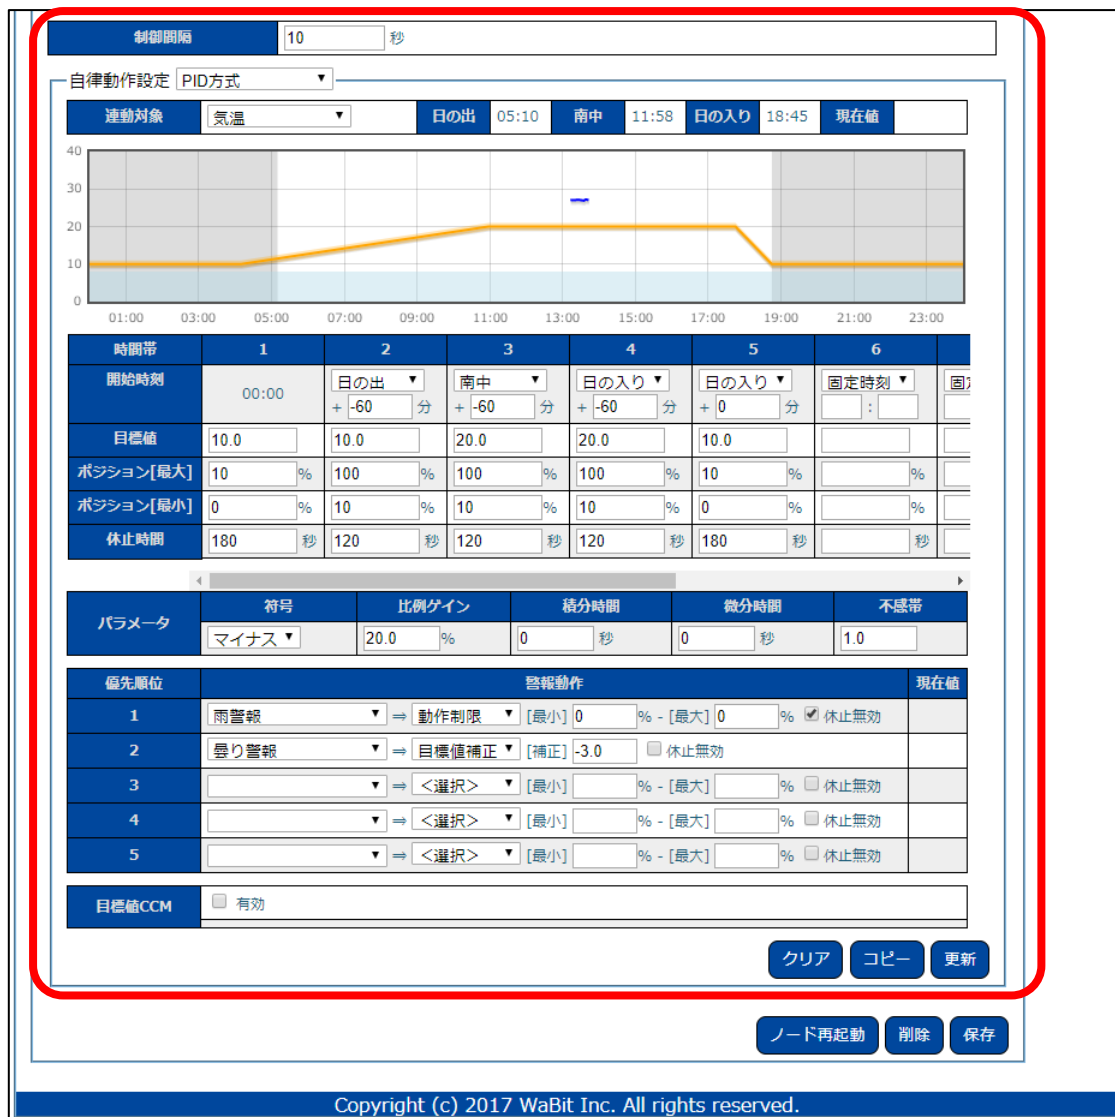 制御間隔 10 秒
自律動作設定 PID方式
連動対象 気温 日の出 05:10 南中 11:58 日の入り 18:45 現在値
40
30
20
10
0
01:00 03:00 05:00 07:00 09:00 11:00 13:00 15:00 17:00 19:00 21:00 23:00
時間帯 1 2 3 4 5 6
開始時刻 00:00 日の出 南中 日の入り 日の入り 固定時刻
+ -60 分 + -60 分 + -60 分 + 0 分 :
目標値 10.0 10.0 20.0 20.0 10.0
ポジション[最大] 10 % 100 % 100 % 100 % 10 % %
ポジション[最小] 0 % 10 % 10 % 10 % 0 % %
休止時間 180 秒 120 秒 120 秒 120 秒 180 秒 秒
パラメータ 符号 比例ゲイン 積分時間 微分時間 不感帯
マイナス 20.0 % 0 秒 0 秒 1.0
優先順位 警報動作 現在値
1 雨警報 ⇒ 動作制限 [最小] 0 % - [最大] 0 % 休止無効
2 曇り警報 ⇒ 目標値補正 [補正] -3.0 休止無効
3 ⇒ <選択> [最小] % - [最大] % 休止無効
4 ⇒ <選択> [最小] % - [最大] % 休止無効
5 ⇒ <選択> [最小] % - [最大] % 休止無効
目標値CCM 有効
クリア コピー 更新
ノード再起動 削除 保存
Copyright (c) 2017 WaBit Inc. All rights reserved.